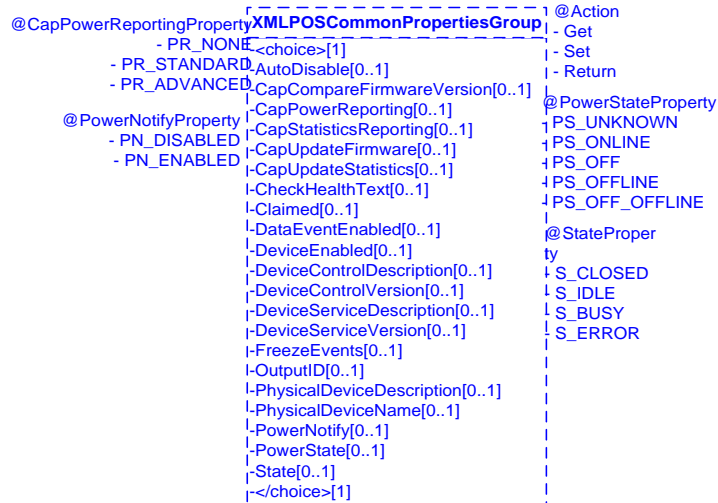 @CapPowerReportingProperty
- PR_NONE
- PR_STANDARD
- PR_ADVANCED
@PowerNotifyProperty
- PN_DISABLED
- PN_ENABLED
XMLPOSCommonPropertiesGroup
-<choice>[1]
-AutoDisable[0..1]
-CapCompareFirmwareVersion[0..1]
-CapPowerReporting[0..1]
-CapStatisticsReporting[0..1]
-CapUpdateFirmware[0..1]
-CapUpdateStatistics[0..1]
-CheckHealthText[0..1]
-Claimed[0..1]
-DataEventEnabled[0..1]
-DeviceEnabled[0..1]
-DeviceControlDescription[0..1]
-DeviceControlVersion[0..1]
-DeviceServiceDescription[0..1]
-DeviceServiceVersion[0..1]
-FreezeEvents[0..1]
-OutputID[0..1]
-PhysicalDeviceDescription[0..1]
-PhysicalDeviceName[0..1]
-PowerNotify[0..1]
-PowerState[0..1]
-State[0..1]
-</choice>[1]
@Action
- Get
- Set
- Return
@PowerStateProperty
- PS_UNKNOWN
- PS_ONLINE
- PS_OFF
- PS_OFFLINE
- PS_OFF_OFFLINE
@StateProper
ty
- S_CLOSED
- S_IDLE
- S_BUSY
- S_ERROR